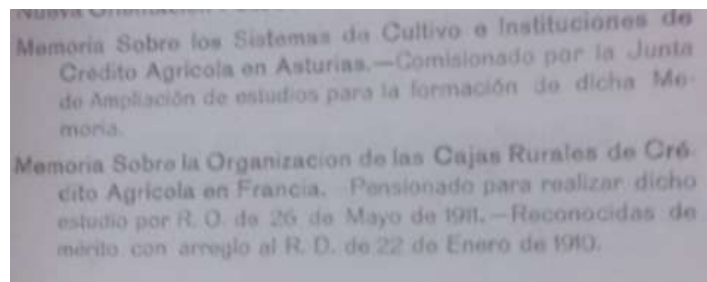 Memoria Sobre los Sistemas de Cultivo e Instituciones de
Crédito Agricola en Asturias.—Comisionado por la Junta
de Ampliación de estudios para la formación de dicha Me-
moria.
Memoria Sobre la Organizacion de las Cajas Rurales de Cré-
dito Agricola en Francia. Pensionado para realizar dicho
estudio por R. O. de 26 de Mayo de 1911.—Reconocidas de
mérito con arreglo al R. D. de 22 de Enero de 1910.